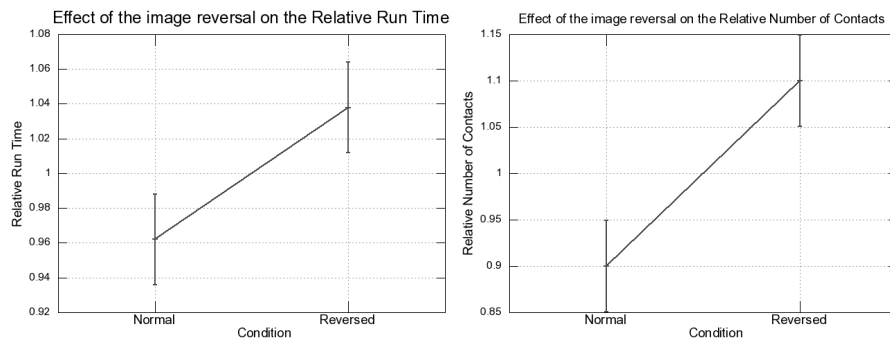 Effect of the image reversal on the Relative Run Time
1.08
1.06
1.04
1.02
1
0.98
0.96
0.94
0.92
Relative Run Time
Normal
Reversed
Condition
Effect of the image reversal on the Relative Number of Contacts
1.15
1.1
1.05
1
0.95
0.9
0.85
Relative Number of Contacts
Normal
Reversed
Condition